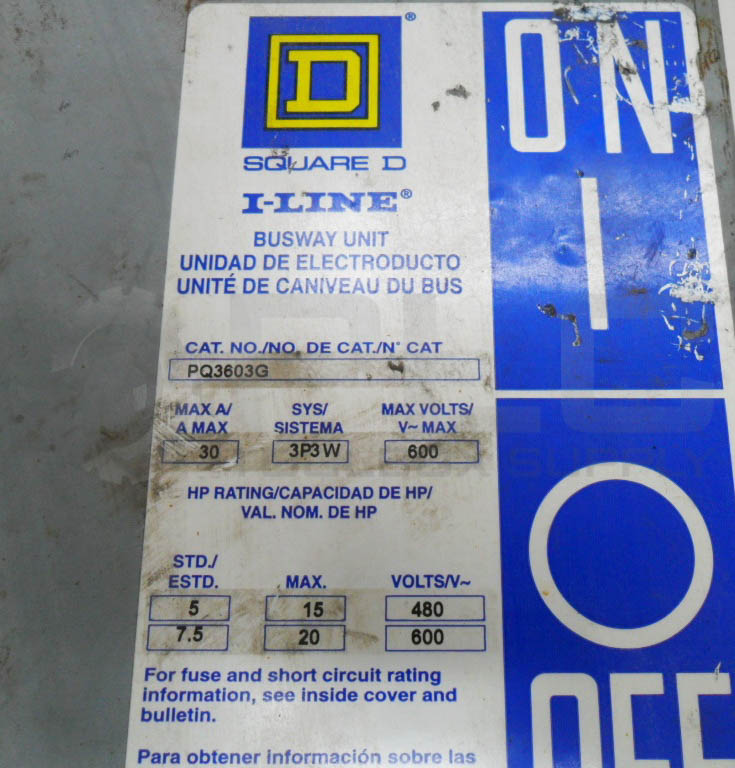 D
®
SQUARE D
I-LINE®
BUSWAY UNIT
UNIDAD DE ELECTRODUCTO
UNITÉ DE CANIVEAU DU BUS
CAT. NO./NO. DE CAT./N° CAT
PQ3603G
MAX A/ SYS/ MAX VOLTS/
A MAX SISTEMA V~ MAX
30 3P3W 600
HP RATING/CAPACIDAD DE HP/
VAL. NOM. DE HP
STD./
ESTD. MAX. VOLTS/V~
5 15 480
7.5 20 600
For fuse and short circuit rating
information, see inside cover and
bulletin.
Para obtener información sobre las
ON
I
O
OFF
SUPPLY